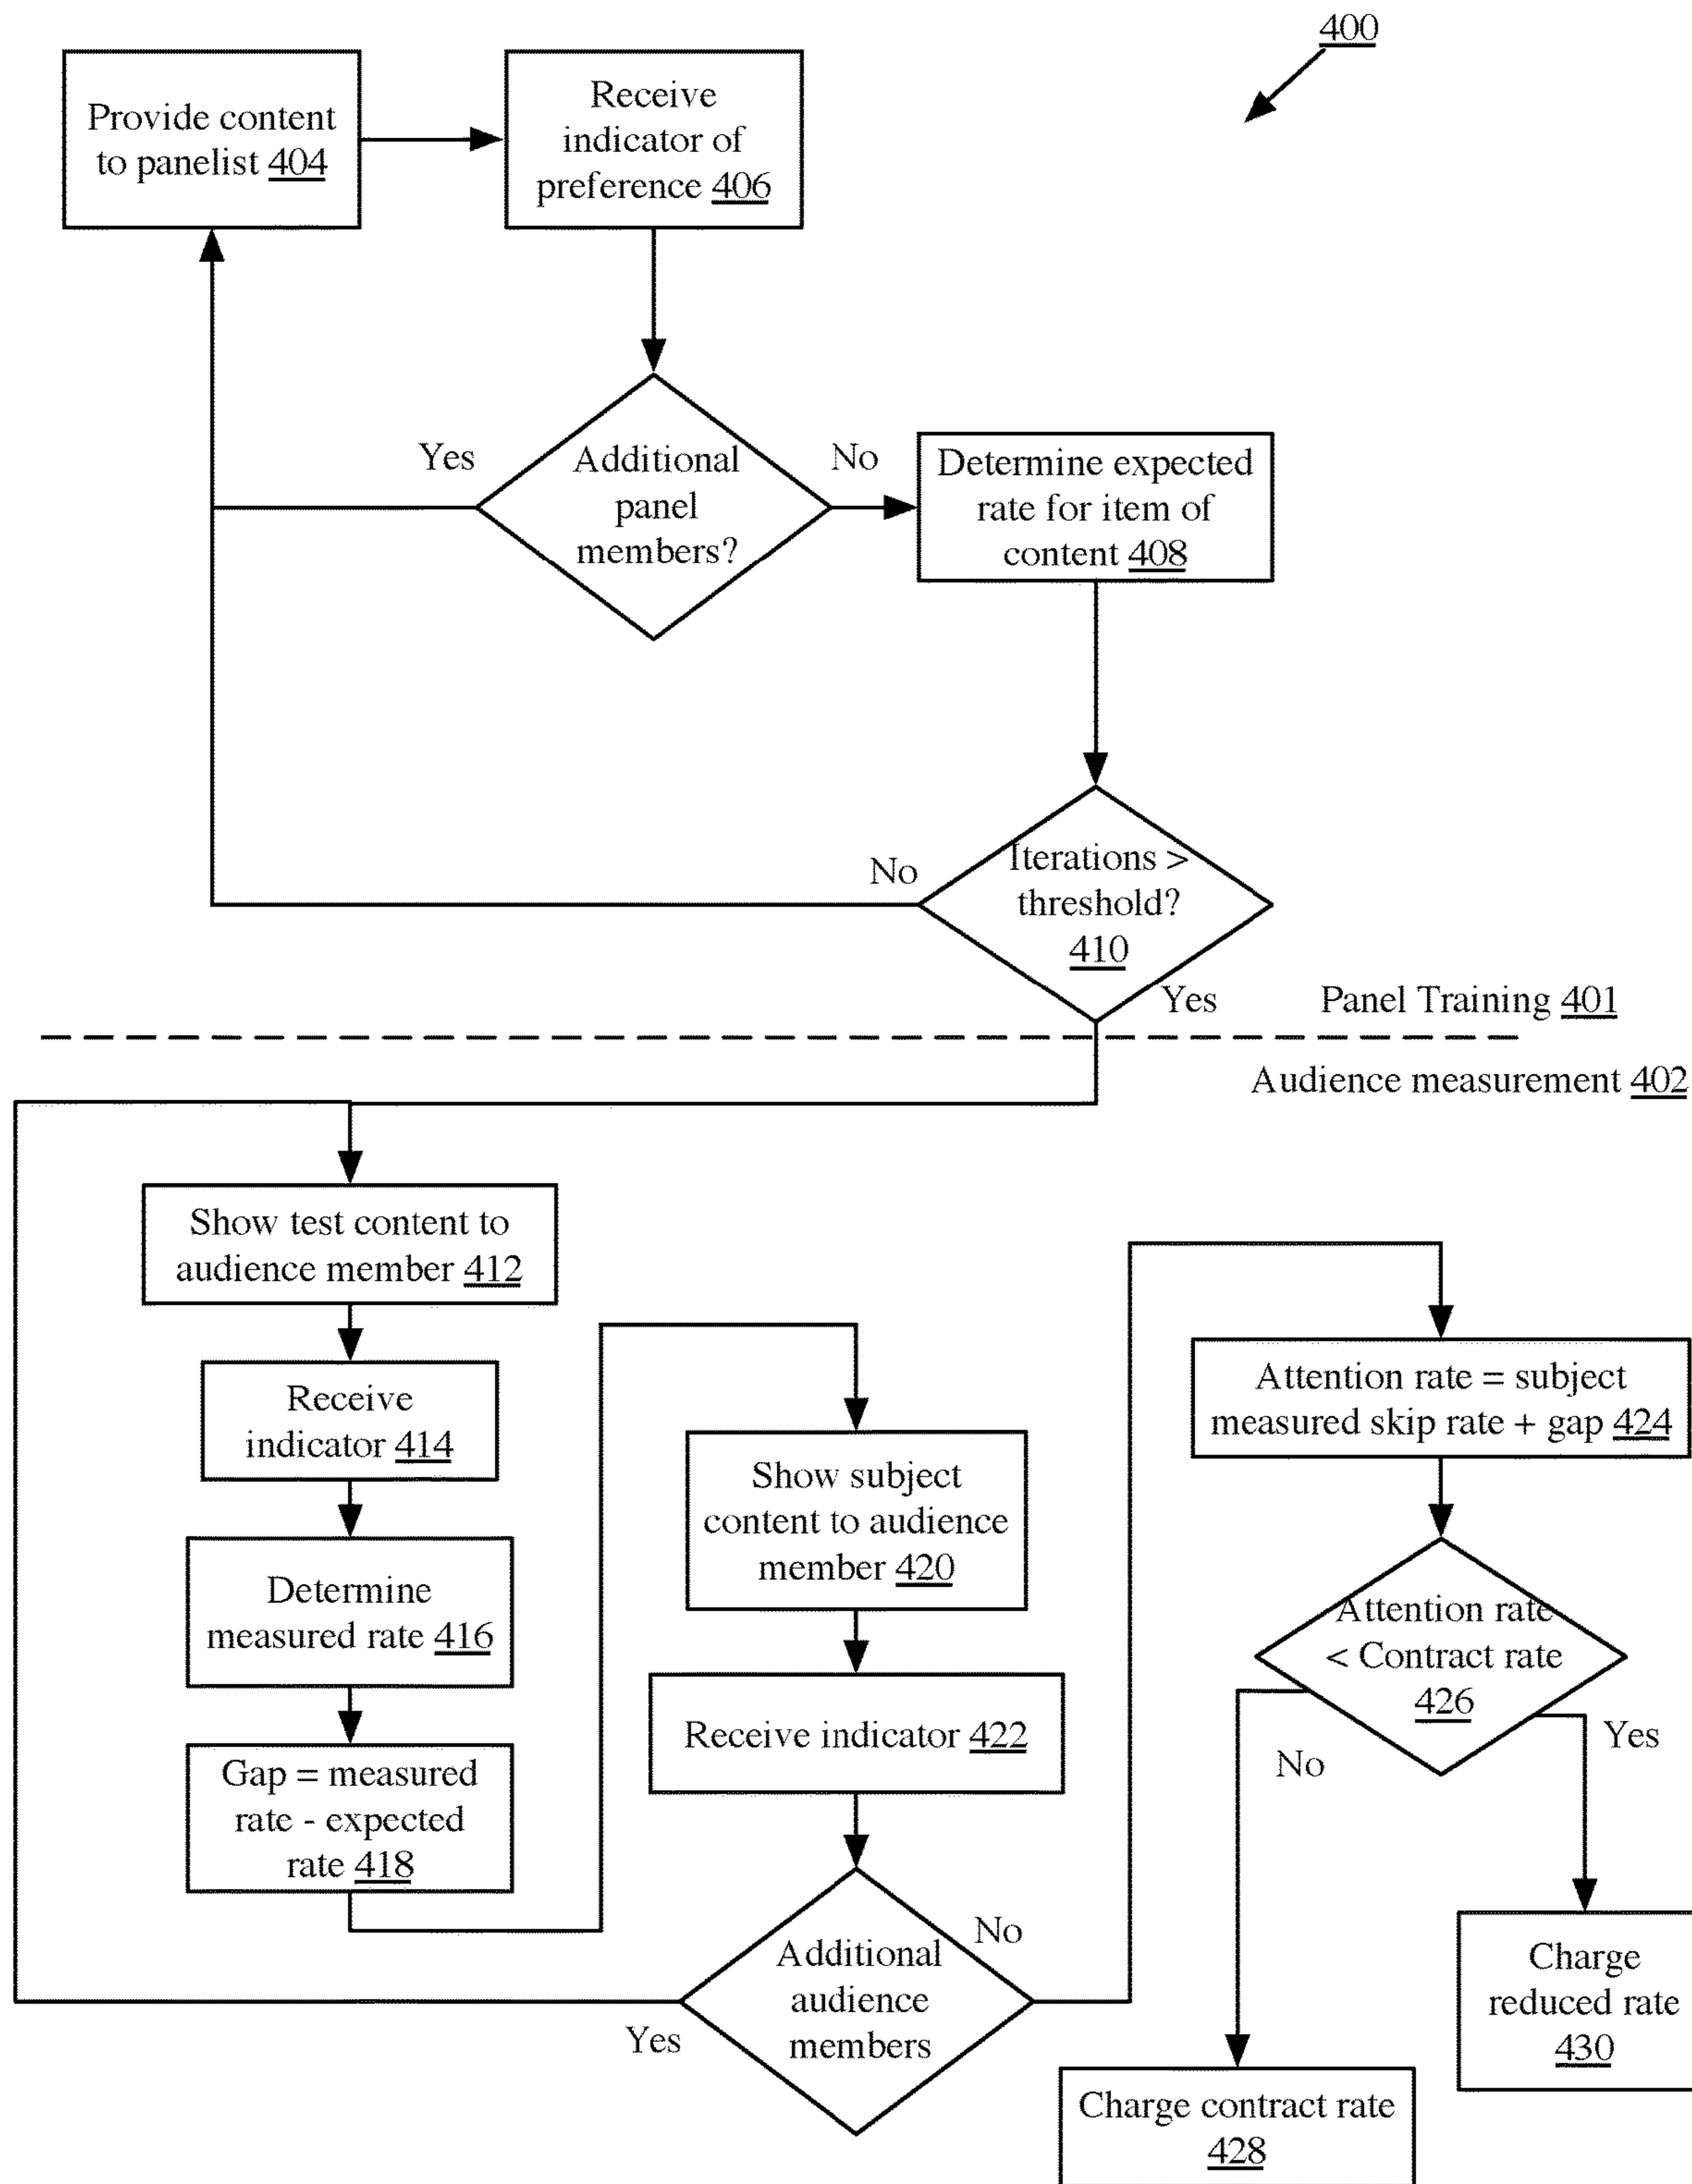 400
Provide content
to panelist 404
Receive
indicator of
preference 406
Yes
Additional
panel
members?
No
Determine expected
rate for item of
content 408
No
Iterations >
threshold?
410
Yes
Panel Training 401
Audience measurement 402
Show test content to
audience member 412
Receive
indicator 414
Determine
measured rate 416
Gap = measured
rate - expected
rate 418
Show subject
content to audience
member 420
Receive indicator 422
Additional
audience
members
Yes
No
Attention rate = subject
measured skip rate + gap 424
Attention rate
< Contract rate
426
No
Yes
Charge contract rate
428
Charge
reduced rate
430